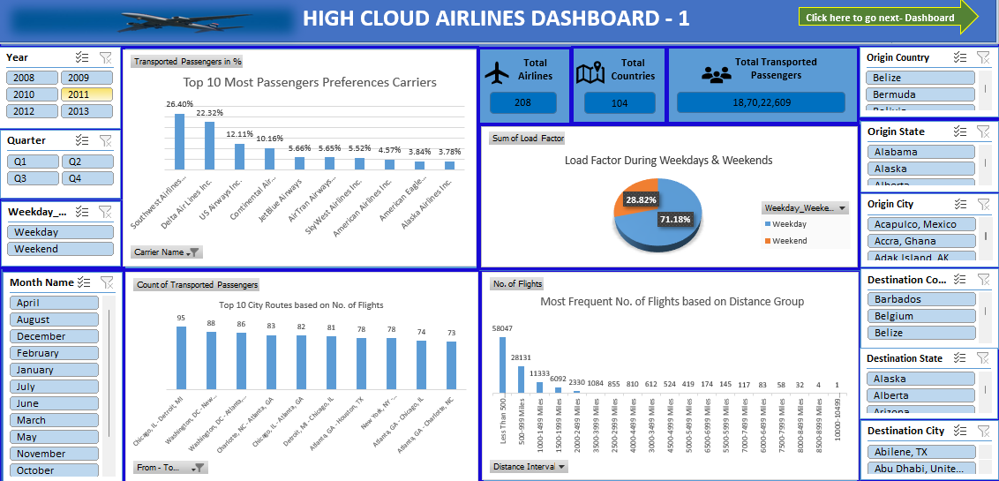 HIGH CLOUD AIRLINES DASHBOARD - 1
Click here to go next- Dashboard
Year
2008
2009
2010
2011
2012
2013
Quarter
Q1
Q2
Q3
Q4
Weekday_...
Weekday
Weekend
Month Name
April
August
December
February
January
July
June
March
May
November
October
Transported Passengers in %
Top 10 Most Passengers Preferences Carriers
26.40%
22.32%
12.11%
10.16%
5.66%
5.65%
5.52%
4.57%
3.84%
3.78%
Southwest Airlines...
Delta Air Lines Inc.
US Airways Inc.
Continental Air...
JetBlue Airways
AirTran Airways...
SkyWest Airlines Inc.
American Airlines Inc.
American Eagle...
Alaska Airlines Inc.
Carrier Name
Total
Airlines
208
Total
Countries
104
Total Transported
Passengers
18,70,22,609
Sum of Load Factor
Load Factor During Weekdays & Weekends
28.82%
71.18%
Weekday_Weeke...
Weekday
Weekend
Count of Transported Passengers
Top 10 City Routes based on No. of Flights
95
88
86
83
82
81
78
78
74
73
Chicago, IL - Detroit, MI
Washington, DC - New...
Washington, DC - Atlanta,...
Charlotte, NC - Atlanta, GA
Chicago, IL - Atlanta, GA
Detroit, MI - Chicago, IL
Atlanta, GA - Houston, TX
New York, NY -...
Atlanta, GA - Chicago, IL
Atlanta, GA - Charlotte, NC
From - To...
No. of Flights
Most Frequent No. of Flights based on Distance Group
58047
28131
11333
6092
2330
1084
855
810
612
524
419
174
145
117
83
58
32
4
1
Less Than 500...
500-999 Miles
1000-1499 Miles
1500-1999 Miles
2000-2499 Miles
3500-3999 Miles
2500-2999 Miles
4000-4499 Miles
3000-3499 Miles
4500-4999 Miles
5000-5499 Miles
6500-6999 Miles
5500-5999 Miles
7000-7499 Miles
6000-6499 Miles
7500-7999 Miles
8000-8499 Miles
8500-8999 Miles
10000-10499...
Distance Interval
Origin Country
Belize
Bermuda
Bolivia
Origin State
Alabama
Alaska
Alberta
Origin City
Acapulco, Mexico
Accra, Ghana
Adak Island, AK
Destination Co...
Barbados
Belgium
Belize
Destination State
Alaska
Alberta
Arizona
Destination City
Abilene, TX
Abu Dhabi, Unite...